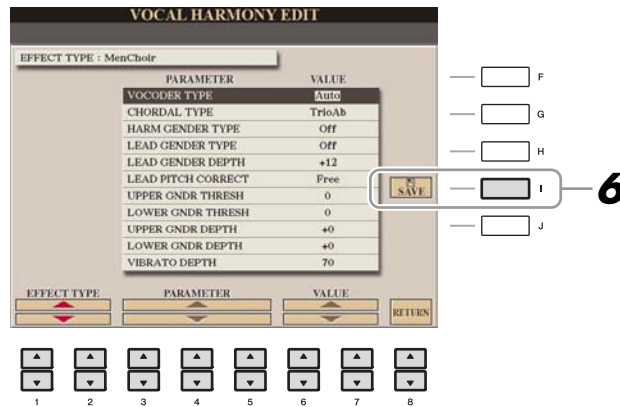 VOCAL HARMONY EDIT
EFFECT TYPE : MenChoir
PARAMETER VALUE
VOCODER TYPE Auto
CHORDAL TYPE TrioAb
HARM GENDER TYPE Off
LEAD GENDER TYPE Off
LEAD GENDER DEPTH +12
LEAD PITCH CORRECT Free
UPPER GNDR THRESH 0
LOWER GNDR THRESH 0
UPPER GNDR DEPTH +0
LOWER GNDR DEPTH +0
VIBRATO DEPTH 70
SAVE
EFFECT TYPE PARAMETER VALUE
RETURN
F
G
H
I
J
6
1 2 3 4 5 6 7 8